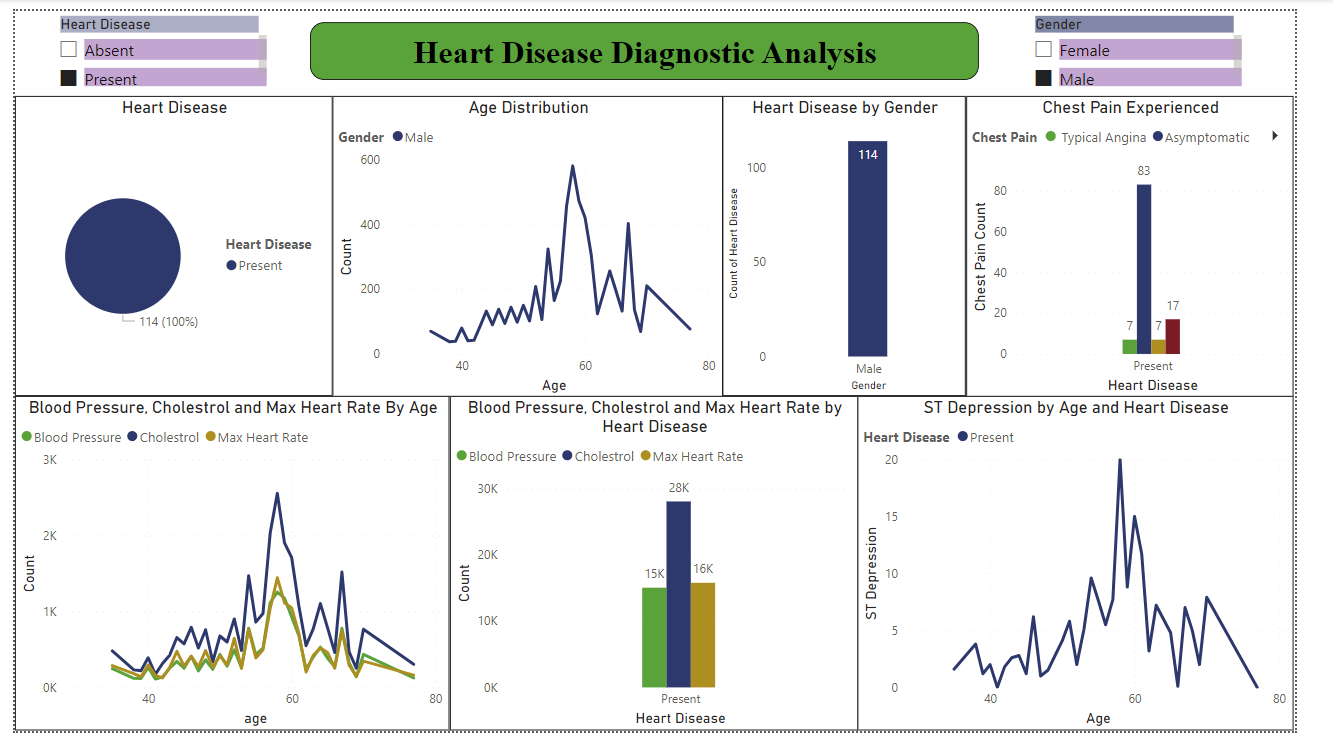 Heart Disease
Absent
Present
Heart Disease Diagnostic Analysis
Gender
Female
Male
Heart Disease
Heart Disease
Present
114 (100%)
Age Distribution
Gender Male
600
400
200
0
Count
40 60 80
Age
Heart Disease by Gender
100
50
0
Count of Heart Disease
114
Male
Gender
Chest Pain Experienced
Chest Pain Typical Angina Asymptomatic
80
60
40
20
0
Chest Pain Count
83
7
7
17
Present
Heart Disease
Blood Pressure, Cholestrol and Max Heart Rate By Age
Blood Pressure Cholestrol Max Heart Rate
3K
2K
1K
0K
Count
40 60 80
age
Blood Pressure, Cholestrol and Max Heart Rate by
Heart Disease
Blood Pressure Cholestrol Max Heart Rate
30K
20K
10K
0K
Count
15K
28K
16K
Present
Heart Disease
ST Depression by Age and Heart Disease
Heart Disease Present
20
15
10
5
0
ST Depression
40 60 80
Age